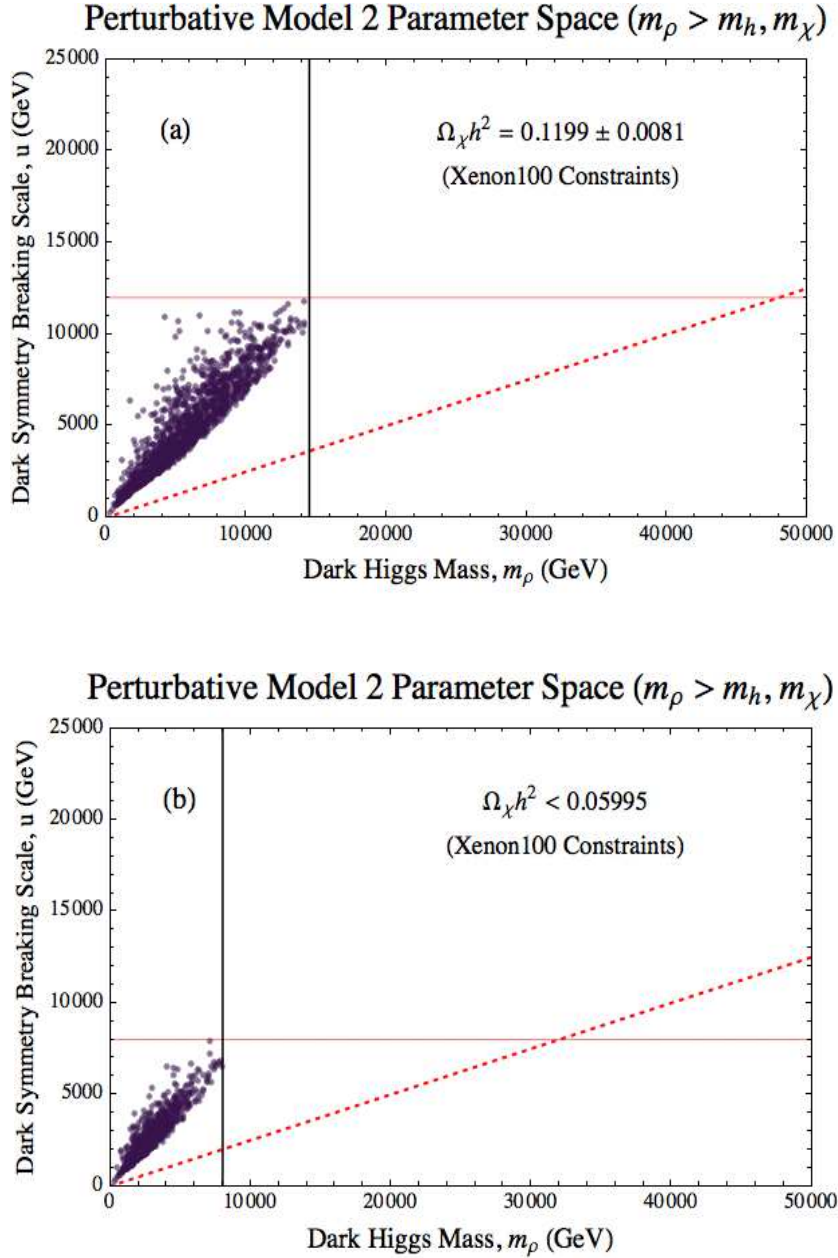 Perturbative Model 2 Parameter Space (mρ > mh, mχ)
25000
20000
15000
10000
5000
0
Dark Symmetry Breaking Scale, u (GeV)
(a)
Ωχh² = 0.1199 ± 0.0081
(Xenon100 Constraints)
0 10000 20000 30000 40000 50000
Dark Higgs Mass, mρ (GeV)
Perturbative Model 2 Parameter Space (mρ > mh, mχ)
25000
20000
15000
10000
5000
0
Dark Symmetry Breaking Scale, u (GeV)
(b)
Ωχh² < 0.05995
(Xenon100 Constraints)
0 10000 20000 30000 40000 50000
Dark Higgs Mass, mρ (GeV)